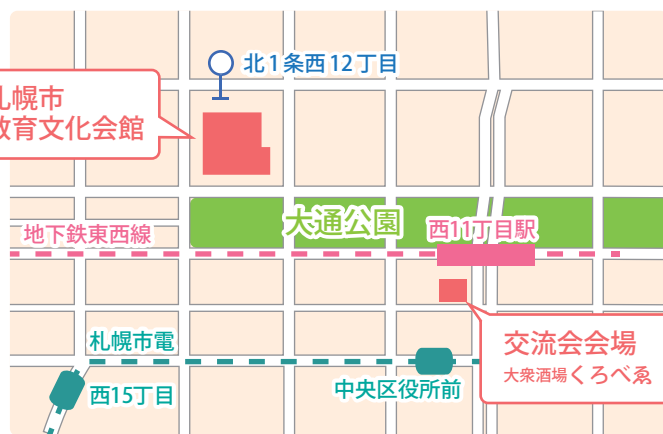 北1条西12丁目
札幌市
教育文化会館
大通公園
西11丁目駅
地下鉄東西線
札幌市電
西15丁目
中央区役所前
交流会会場
大衆酒場くろべゑ